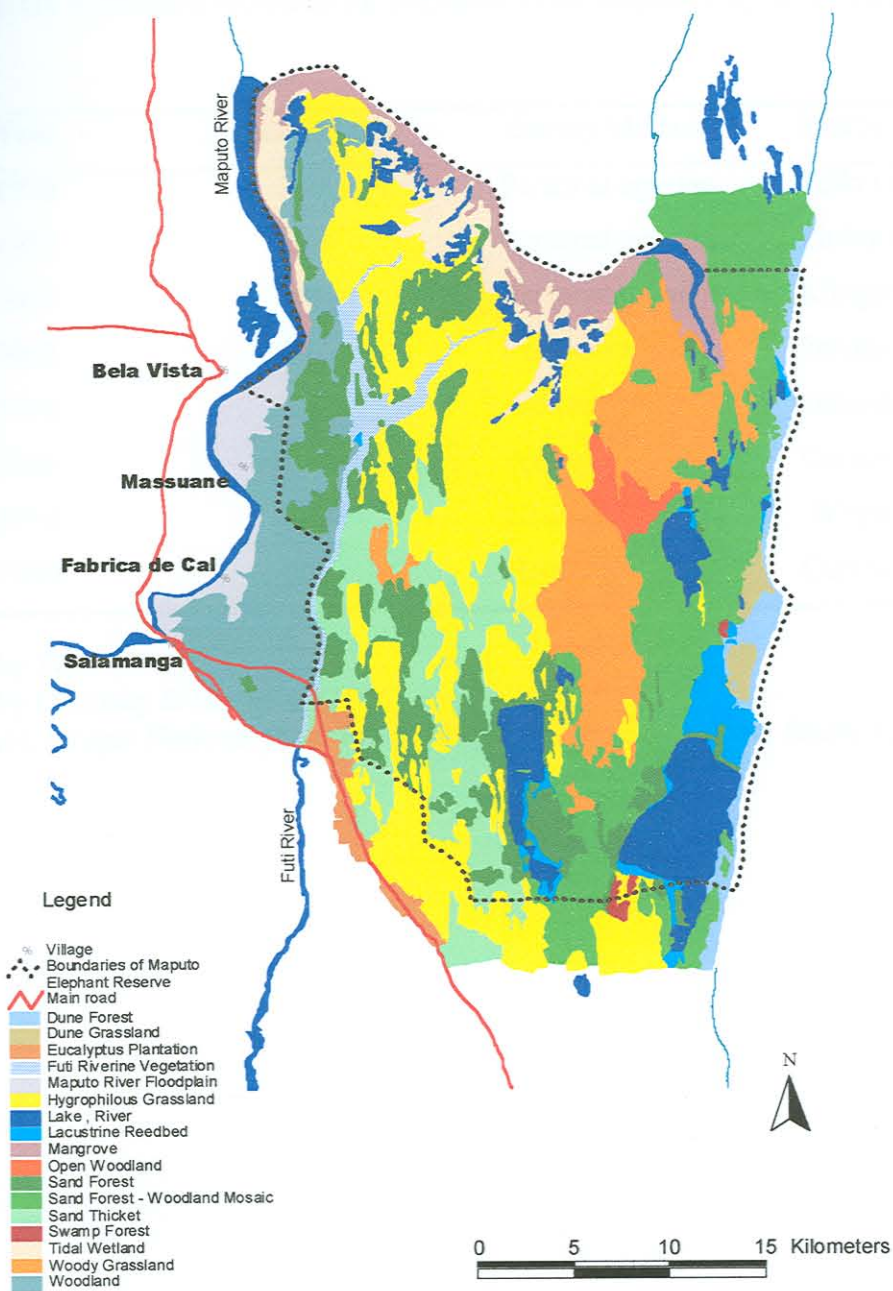 Maputo River
Bela Vista
Massuane
Fabrica de Cal
Salamanga
Futi River
Legend
Village
Boundaries of Maputo
Elephant Reserve
Main road
Dune Forest
Dune Grassland
Eucalyptus Plantation
Futi Riverine Vegetation
Maputo River Floodplain
Hygrophilous Grassland
Lake , River
Lacustrine Reedbed
Mangrove
Open Woodland
Sand Forest
Sand Forest - Woodland Mosaic
Sand Thicket
Swamp Forest
Tidal Wetland
Woody Grassland
Woodland
N
0 5 10 15 Kilometers